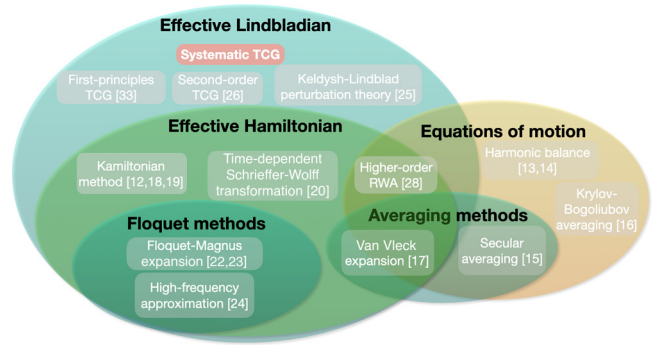 Effective Lindbladian
Systematic TCG
First-principles
TCG [33]
Second-order
TCG [26]
Keldysh-Lindblad
perturbation theory [25]
Effective Hamiltonian
Equations of motion
Kamiltonian
method [12,18,19]
Time-dependent
Schrieffer-Wolff
transformation [20]
Higher-order
RWA [28]
Harmonic balance
[13,14]
Krylov-
Bogoliubov
averaging [16]
Floquet methods
Floquet-Magnus
expansion [22,23]
High-frequency
approximation [24]
Averaging methods
Van Vleck
expansion [17]
Secular
averaging [15]